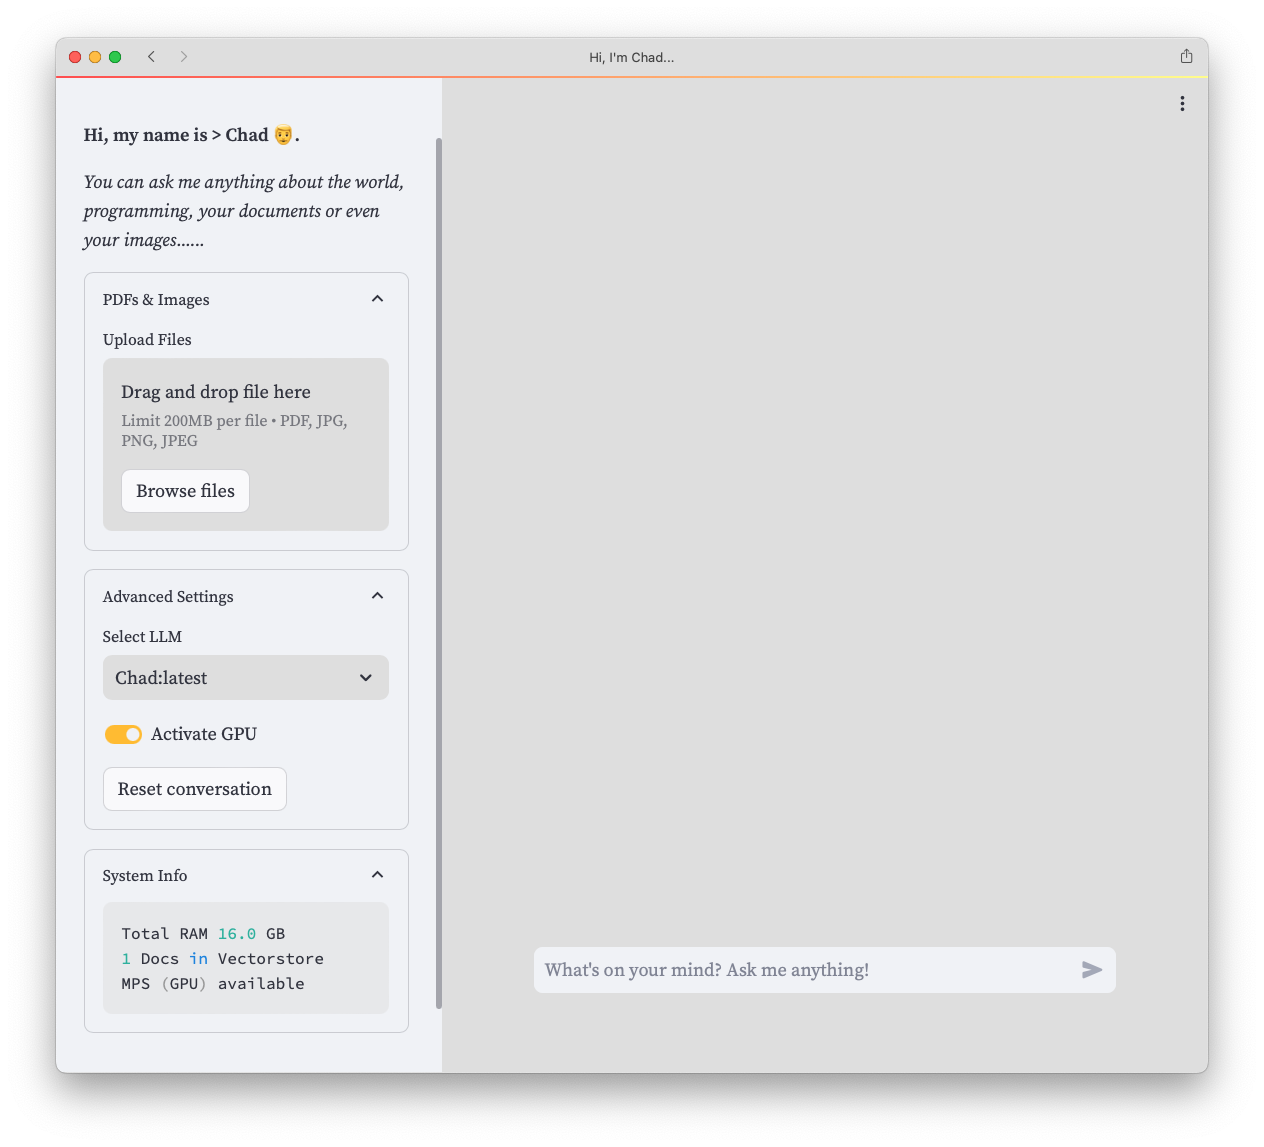 Hi, I'm Chad...
Hi, my name is > Chad 👨.
You can ask me anything about the world,
programming, your documents or even
your images......
PDFs & Images
Upload Files
Drag and drop file here
Limit 200MB per file • PDF, JPG,
PNG, JPEG
Browse files
Advanced Settings
Select LLM
Chad:latest
Activate GPU
Reset conversation
System Info
Total RAM 16.0 GB
1 Docs in Vectorstore
MPS (GPU) available
What's on your mind? Ask me anything!